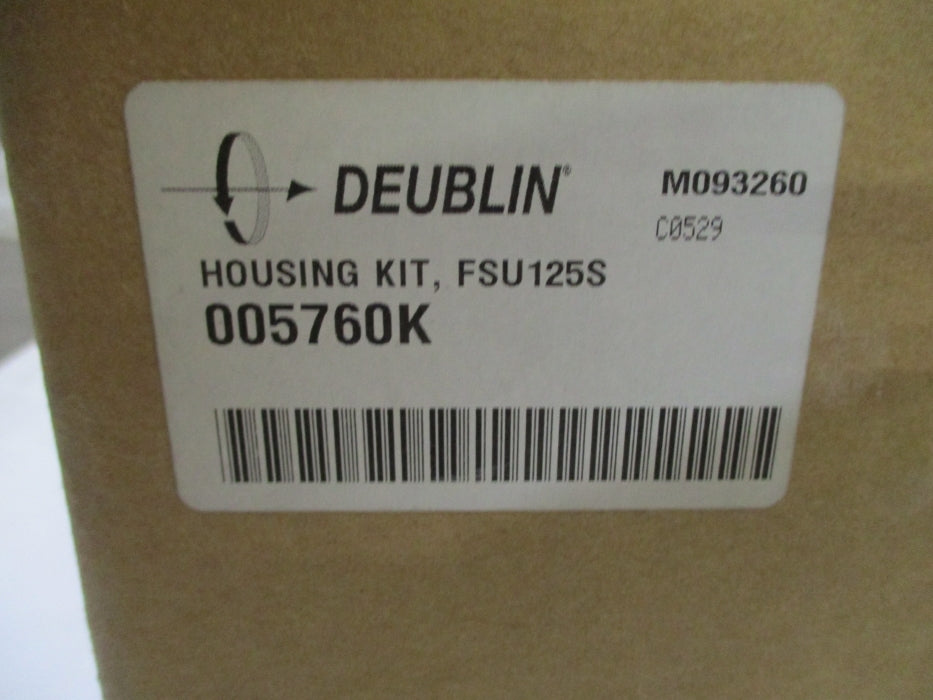 DEUBLIN®
M093260
C0529
HOUSING KIT, FSU125S
005760K